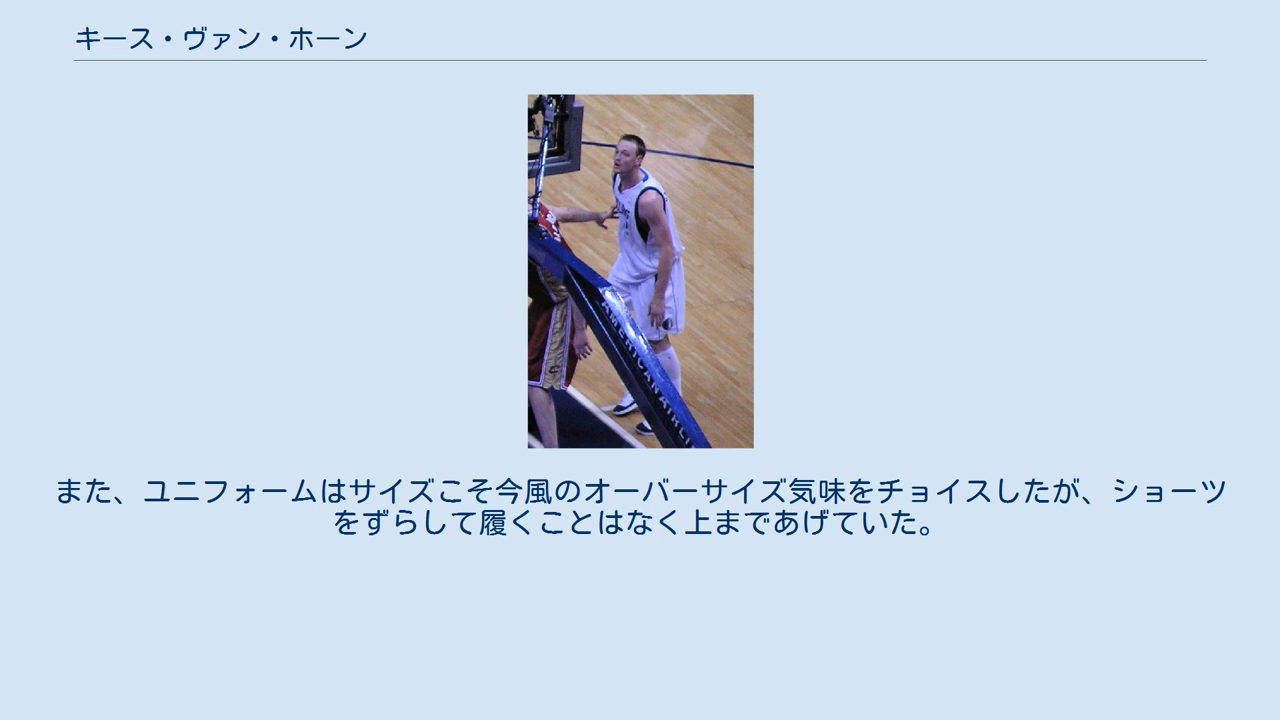 キース・ヴァン・ホーン
AMERICAN AIRLI
また、ユニフォームはサイズこそ今風のオーバーサイズ気味をチョイスしたが、ショーツ
をずらして履くことはなく上まであげていた。